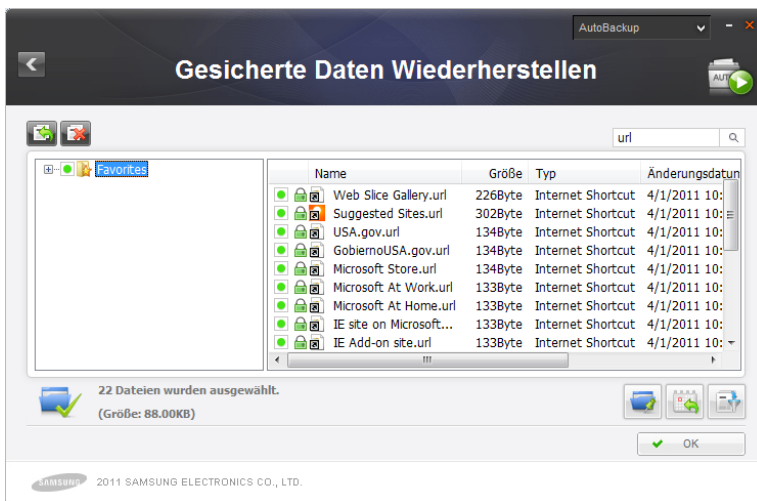 AutoBackup
Gesicherte Daten Wiederherstellen
AUTO
url
Favorites
Name Größe Typ Änderungsdatun
Web Slice Gallery.url 226Byte Internet Shortcut 4/1/2011 10:
Suggested Sites.url 302Byte Internet Shortcut 4/1/2011 10:
USA.gov.url 134Byte Internet Shortcut 4/1/2011 10:
GobiernoUSA.gov.url 134Byte Internet Shortcut 4/1/2011 10:
Microsoft Store.url 134Byte Internet Shortcut 4/1/2011 10:
Microsoft At Work.url 133Byte Internet Shortcut 4/1/2011 10:
Microsoft At Home.url 133Byte Internet Shortcut 4/1/2011 10:
IE site on Microsoft... 133Byte Internet Shortcut 4/1/2011 10:
IE Add-on site.url 133Byte Internet Shortcut 4/1/2011 10:
22 Dateien wurden ausgewählt.
(Größe: 88.00KB)
OK
SAMSUNG 2011 SAMSUNG ELECTRONICS CO., LTD.